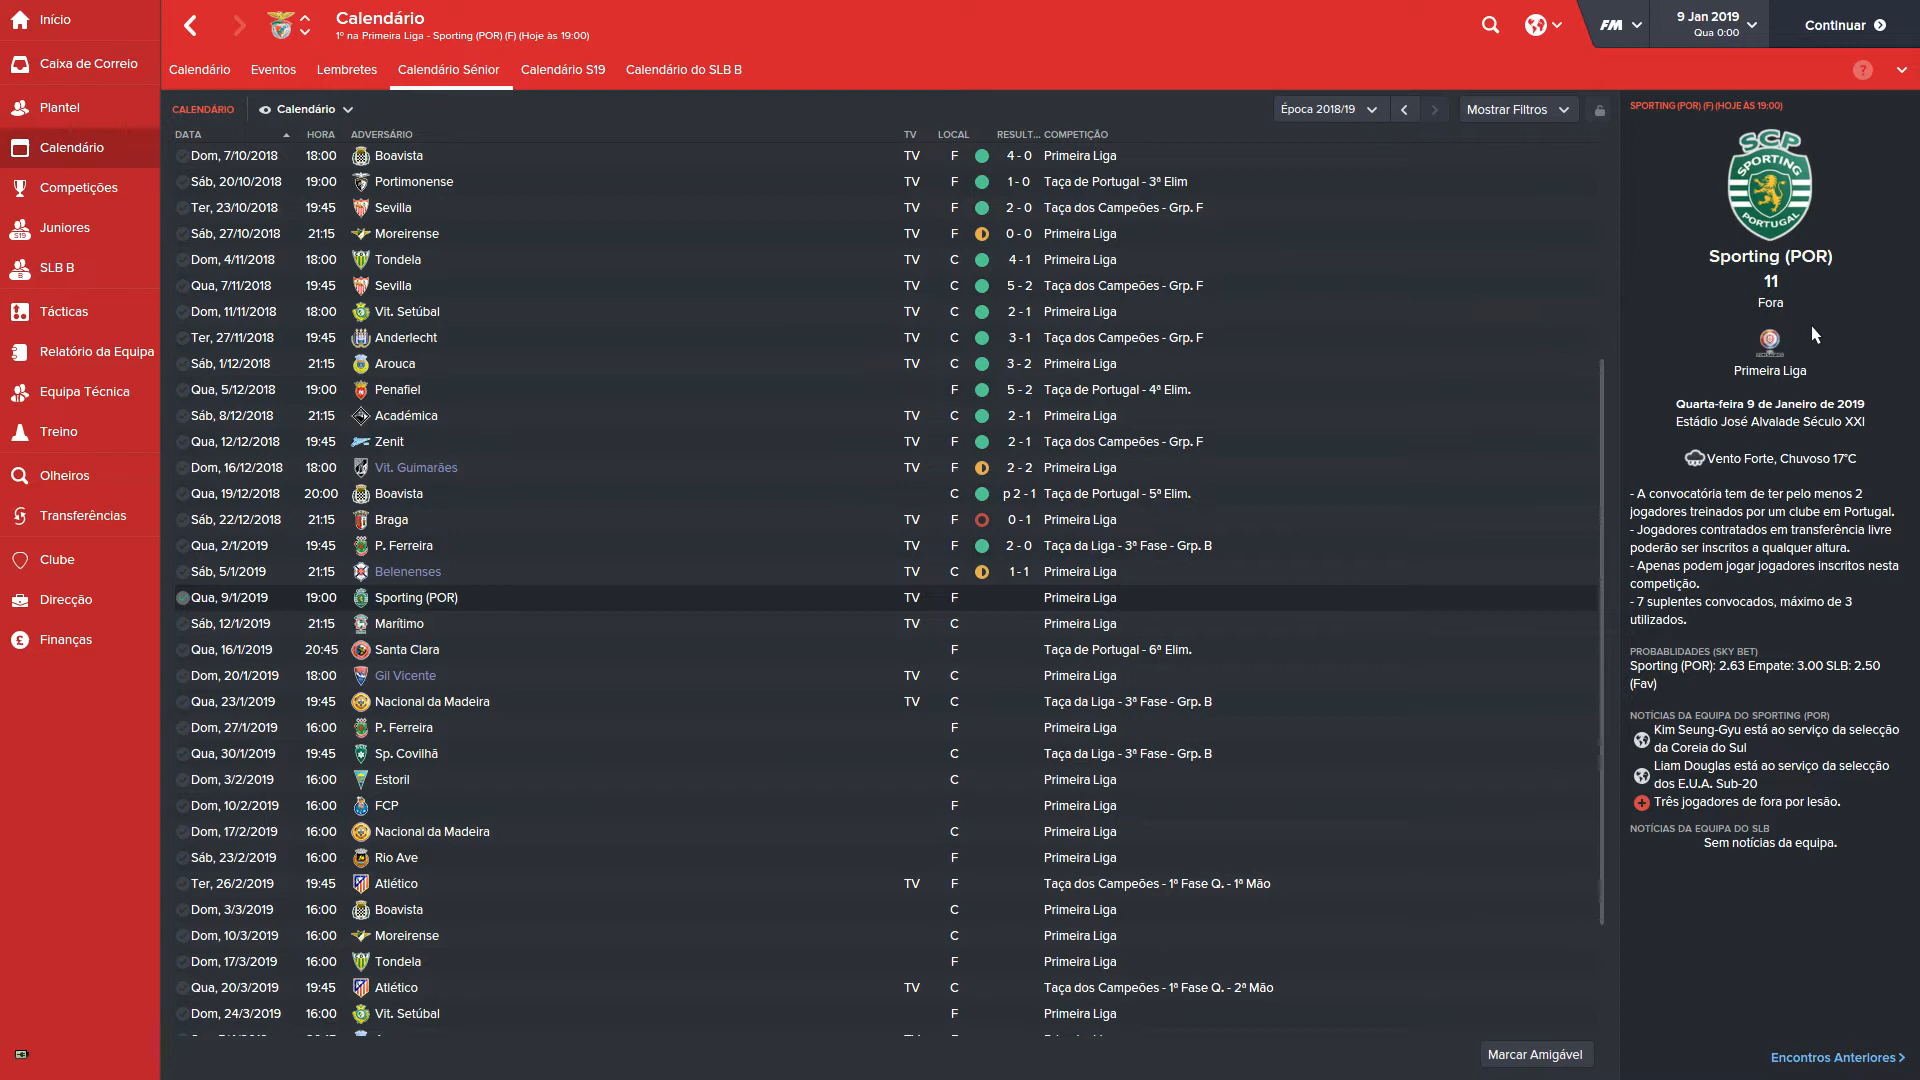 Início
Caixa de Correio
Plantel
Calendário
Competições
Juniores
SLB B
Tácticas
Relatório da Equipa
Equipa Técnica
Treino
Olheiros
Transferências
Clube
Direcção
Finanças
Calendário
1º na Primeira Liga - Sporting (POR) (F) (Hoje às 19:00)
FM
9 Jan 2019
Qua 0:00
Continuar
Calendário Eventos Lembretes Calendário Sénior Calendário S19 Calendário do SLB B
?
CALENDÁRIO Calendário Época 2018/19 Mostrar Filtros
DATA HORA ADVERSÁRIO TV LOCAL RESULT... COMPETIÇÃO
Dom, 7/10/2018 18:00 Boavista TV F 4 - 0 Primeira Liga
Sáb, 20/10/2018 19:00 Portimonense TV F 1 - 0 Taça de Portugal - 3ª Elim
Ter, 23/10/2018 19:45 Sevilla TV F 2 - 0 Taça dos Campeões - Grp. F
Sáb, 27/10/2018 21:15 Moreirense TV F 0 - 0 Primeira Liga
Dom, 4/11/2018 18:00 Tondela TV C 4 - 1 Primeira Liga
Qua, 7/11/2018 19:45 Sevilla TV C 5 - 2 Taça dos Campeões - Grp. F
Dom, 11/11/2018 18:00 Vit. Setúbal TV C 2 - 1 Primeira Liga
Ter, 27/11/2018 19:45 Anderlecht TV C 3 - 1 Taça dos Campeões - Grp. F
Sáb, 1/12/2018 21:15 Arouca TV C 3 - 2 Primeira Liga
Qua, 5/12/2018 19:00 Penafiel F 5 - 2 Taça de Portugal - 4ª Elim.
Sáb, 8/12/2018 21:15 Académica TV C 2 - 1 Primeira Liga
Qua, 12/12/2018 19:45 Zenit TV F 2 - 1 Taça dos Campeões - Grp. F
Dom, 16/12/2018 18:00 Vit. Guimarães TV F 2 - 2 Primeira Liga
Qua, 19/12/2018 20:00 Boavista C p 2 - 1 Taça de Portugal - 5ª Elim.
Sáb, 22/12/2018 21:15 Braga TV F 0 - 1 Primeira Liga
Qua, 2/1/2019 19:45 P. Ferreira TV F 2 - 0 Taça da Liga - 3ª Fase - Grp. B
Sáb, 5/1/2019 21:15 Belenenses TV C 1 - 1 Primeira Liga
Qua, 9/1/2019 19:00 Sporting (POR) TV F Primeira Liga
Sáb, 12/1/2019 21:15 Marítimo TV C Primeira Liga
Qua, 16/1/2019 20:45 Santa Clara F Taça de Portugal - 6ª Elim.
Dom, 20/1/2019 18:00 Gil Vicente TV C Primeira Liga
Qua, 23/1/2019 19:45 Nacional da Madeira TV C Taça da Liga - 3ª Fase - Grp. B
Dom, 27/1/2019 16:00 P. Ferreira F Primeira Liga
Qua, 30/1/2019 19:45 Sp. Covilhã C Taça da Liga - 3ª Fase - Grp. B
Dom, 3/2/2019 16:00 Estoril C Primeira Liga
Dom, 10/2/2019 16:00 FCP F Primeira Liga
Dom, 17/2/2019 16:00 Nacional da Madeira C Primeira Liga
Sáb, 23/2/2019 16:00 Rio Ave F Primeira Liga
Ter, 26/2/2019 19:45 Atlético TV F Taça dos Campeões - 1ª Fase Q. - 1ª Mão
Dom, 3/3/2019 16:00 Boavista C Primeira Liga
Dom, 10/3/2019 16:00 Moreirense C Primeira Liga
Dom, 17/3/2019 16:00 Tondela F Primeira Liga
Qua, 20/3/2019 19:45 Atlético TV C Taça dos Campeões - 1ª Fase Q. - 2ª Mão
Dom, 24/3/2019 16:00 Vit. Setúbal F Primeira Liga
Marcar Amigável
SPORTING (POR) (F) (HOJE ÀS 19:00)
SCP
SPORTING
PORTUGAL
Sporting (POR)
11
Fora
Primeira Liga
Quarta-feira 9 de Janeiro de 2019
Estádio José Alvalade Século XXI
Vento Forte, Chuvoso 17°C
- A convocatória tem de ter pelo menos 2
jogadores treinados por um clube em Portugal.
- Jogadores contratados em transferência livre
poderão ser inscritos a qualquer altura.
- Apenas podem jogar jogadores inscritos nesta
competição.
- 7 suplentes convocados, máximo de 3
utilizados.
PROBABLIDADES (SKY BET)
Sporting (POR): 2.63 Empate: 3.00 SLB: 2.50
(Fav)
NOTÍCIAS DA EQUIPA DO SPORTING (POR)
Kim Seung-Gyu está ao serviço da selecção
da Coreia do Sul
Liam Douglas está ao serviço da selecção
dos E.U.A. Sub-20
Três jogadores de fora por lesão.
NOTÍCIAS DA EQUIPA DO SLB
Sem notícias da equipa.
Encontros Anteriores >